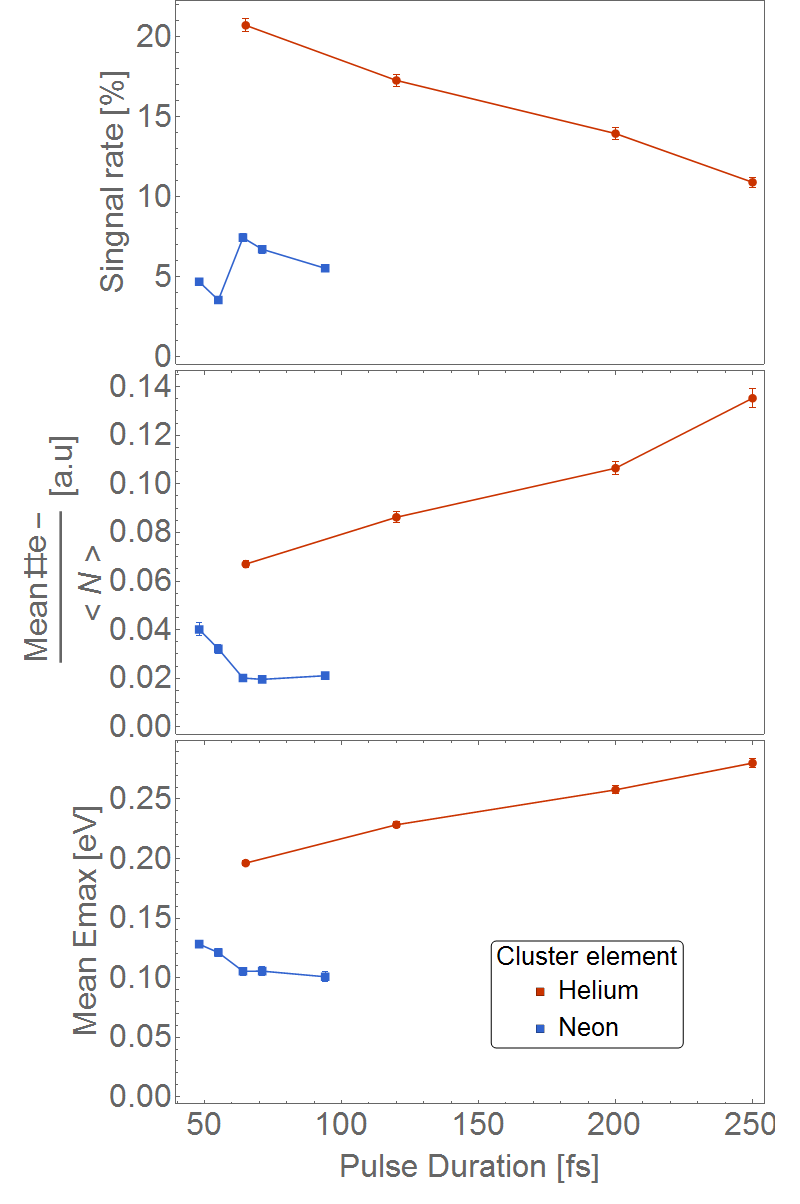 Singnal rate [%]
20
15
10
5
0
Mean#e-
< N >
[a.u]
0.14
0.12
0.10
0.08
0.06
0.04
0.02
0.00
Mean Emax [eV]
0.25
0.20
0.15
0.10
0.05
0.00
Cluster element
Helium
Neon
50 100 150 200 250
Pulse Duration [fs]